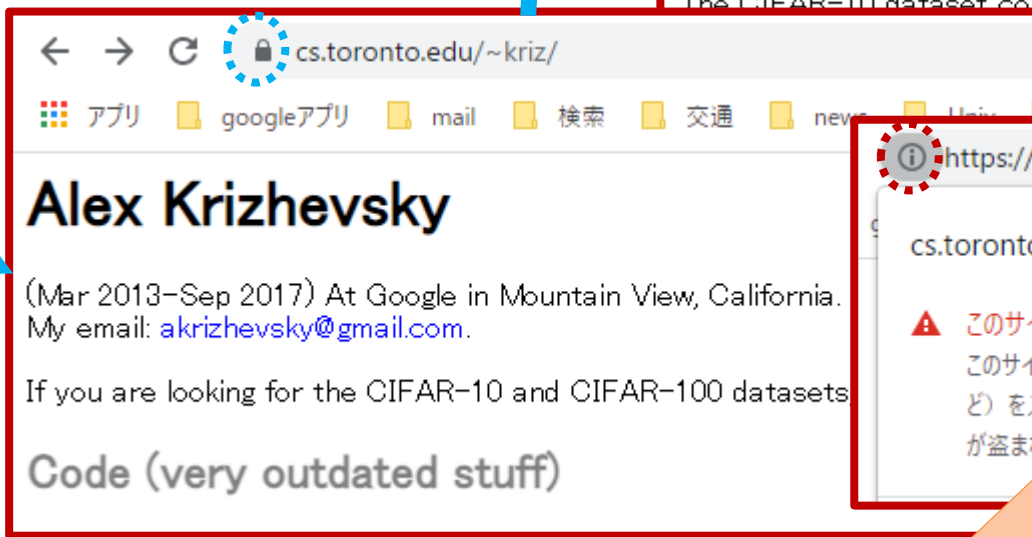 The CIFAR-10 dataset co
cs.toronto.edu/~kriz/
アプリ googleアプリ mail 検索 交通 news
https://
Alex Krizhevsky
cs.toronto
(Mar 2013-Sep 2017) At Google in Mountain View, California.
My email: akrizhevsky@gmail.com.
このサイ
このサイ
If you are looking for the CIFAR-10 and CIFAR-100 datasets,
ど）を
が盗ま
Code (very outdated stuff)